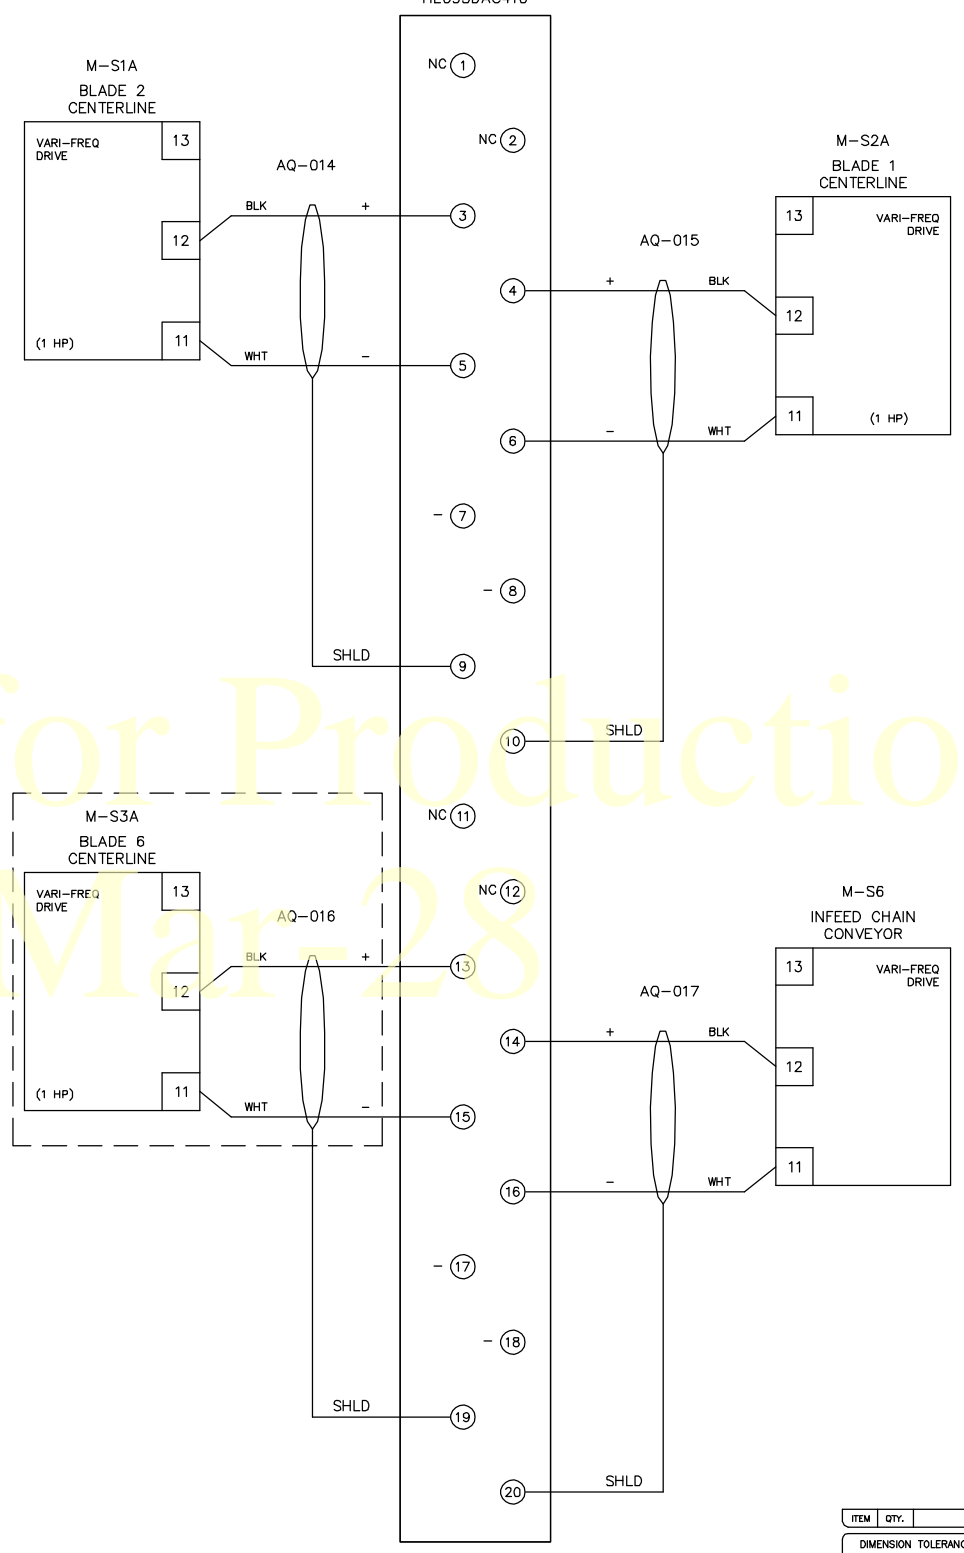 M-S1A
BLADE 2
CENTERLINE
VARI-FREQ
DRIVE
13
12
11
(1 HP)
AQ-014
BLK +
WHT -
SHLD
NC 1
NC 2
3
4
5
6
- 7
- 8
9
10
NC 11
NC 12
13
14
15
16
- 17
- 18
19
20
M-S2A
BLADE 1
CENTERLINE
13
VARI-FREQ
DRIVE
12
11
(1 HP)
AQ-015
+ BLK
- WHT
SHLD
for Productio
Mar-28
M-S3A
BLADE 6
CENTERLINE
VARI-FREQ
DRIVE
13
12
11
(1 HP)
AQ-016
BLK +
WHT -
SHLD
M-S6
INFEED CHAIN
CONVEYOR
13
VARI-FREQ
DRIVE
12
11
AQ-017
+ BLK
- WHT
SHLD
ITEM QTY.
DIMENSION TOLERANC